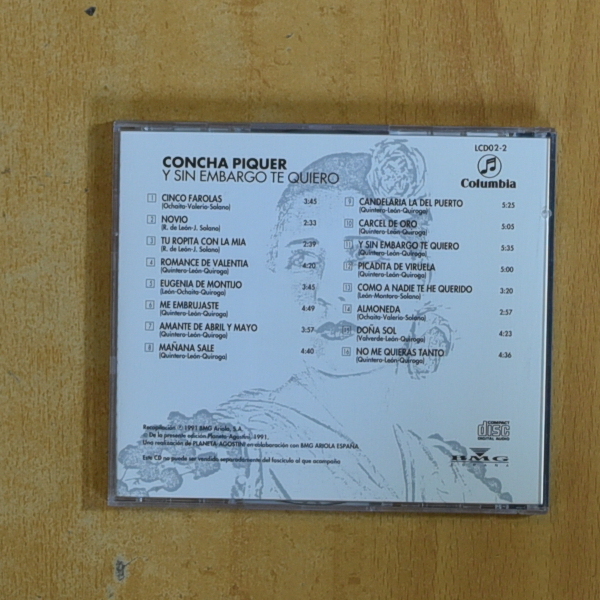 CONCHA PIQUER
Y SIN EMBARGO TE QUIERO
LCD02-2
Columbia
1 CINCO FAROLAS 3:45
(Ochaita-Valerio-Solano)
2 NOVIO 2:33
(R. de León-J. Solano)
3 TU ROPITA CON LA MIA 2:39
(R. de León-J. Solano)
4 ROMANCE DE VALENTIA 4:20
(Quintero-León-Quiroga)
5 EUGENIA DE MONTIJO 3:45
(León-Ochaita-Quiroga)
6 ME EMBRUJASTE 4:49
(Quintero-León-Quiroga)
7 AMANTE DE ABRIL Y MAYO 3:57
(Quintero-León-Quiroga)
8 MAÑANA SALE 4:40
(Quintero-León-Quiroga)
9 CANDELARIA LA DEL PUERTO 5:25
(Quintero-León-Quiroga)
10 CARCEL DE ORO 5:05
(Quintero-León-Quiroga)
11 Y SIN EMBARGO TE QUIERO 5:35
(Quintero-León-Quiroga)
12 PICADITA DE VIRUELA 5:00
(Quintero-León-Quiroga)
13 COMO A NADIE TE HE QUERIDO 3:20
(León-Montoro-Solano)
14 ALMONEDA 2:57
(Ochaita-Valerio-Solano)
15 DOÑA SOL 4:23
(Valverde-León-Quiroga)
16 NO ME QUIERAS TANTO 4:36
(Quintero-León-Quiroga)
Recopilación Ⓟ 1991 BMG Ariola, S.A.
© De la presente edición Planeta-Agostini, 1991.
Una realización de PLANETA-AGOSTINI en colaboración con BMG ARIOLA ESPAÑA
Este CD no puede ser vendido separadamente del fascículo al que acompaña
COMPACT
disc
DIGITAL AUDIO
BMG